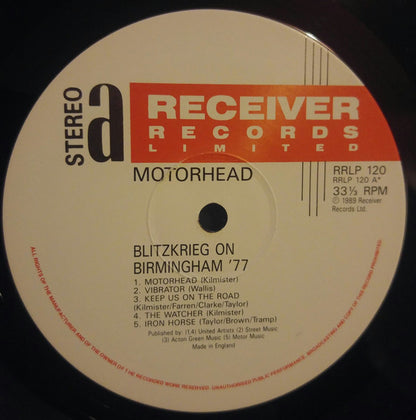 STEREO
a
RECEIVER
RECORDS
LIMITED
MOTORHEAD
RRLP 120
RRLP 120 A*
33⅓ RPM
℗ 1989 Receiver
Records Ltd.
BLITZKRIEG ON
BIRMINGHAM '77
1. MOTORHEAD (Kilmister)
2. VIBRATOR (Wallis)
3. KEEP US ON THE ROAD
(Kilmister/Farren/Clarke/Taylor)
4. THE WATCHER (Kilmister)
5. IRON HORSE (Taylor/Brown/Tramp)
Published by: (1,4) United Artists (2) Street Music
(3) Acton Green Music (5) Motor Music
Made in England
ALL RIGHTS OF THE MANUFACTURER AND OF THE OWNER OF THE RECORDED WORK RESERVED. UNAUTHORISED PUBLIC PERFORMANCE, BROADCASTING AND COPYING OF THIS RECORD PROHIBITED.